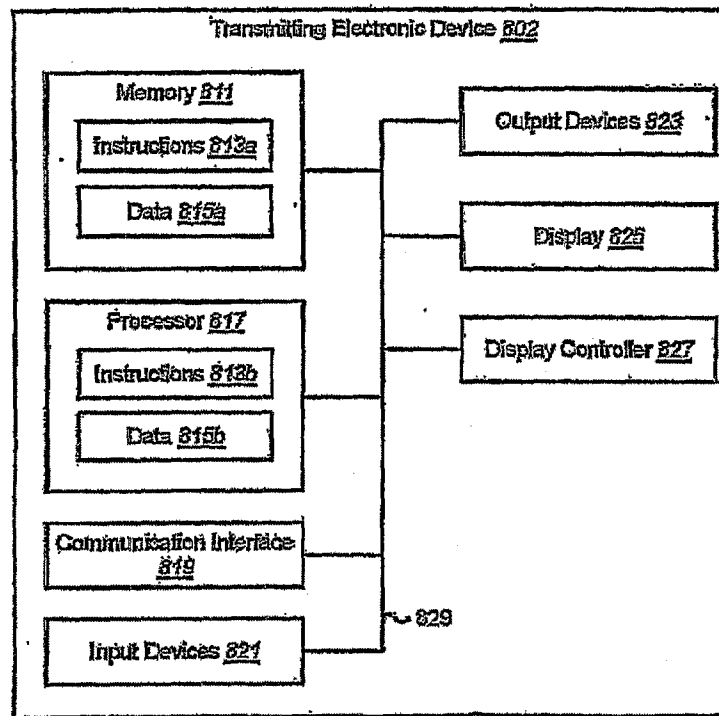 Transmitting Electronic Device 802
Memory 811
Instructions 813a
Data 815a
Processor 817
Instructions 813b
Data 815b
Communication Interface
819
Input Devices 821
Output Devices 823
Display 825
Display Controller 827
829